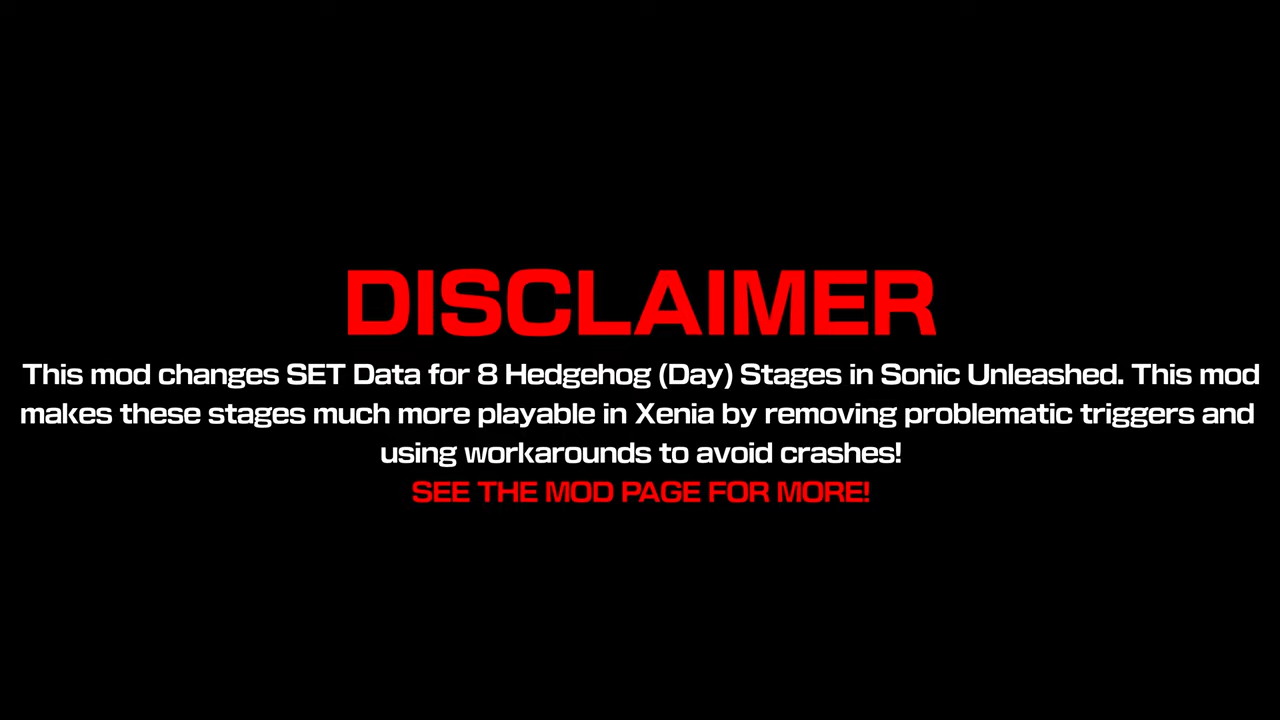 DISCLAIMER
This mod changes SET Data for 8 Hedgehog (Day) Stages in Sonic Unleashed. This mod
makes these stages much more playable in Xenia by removing problematic triggers and
using workarounds to avoid crashes!
SEE THE MOD PAGE FOR MORE!